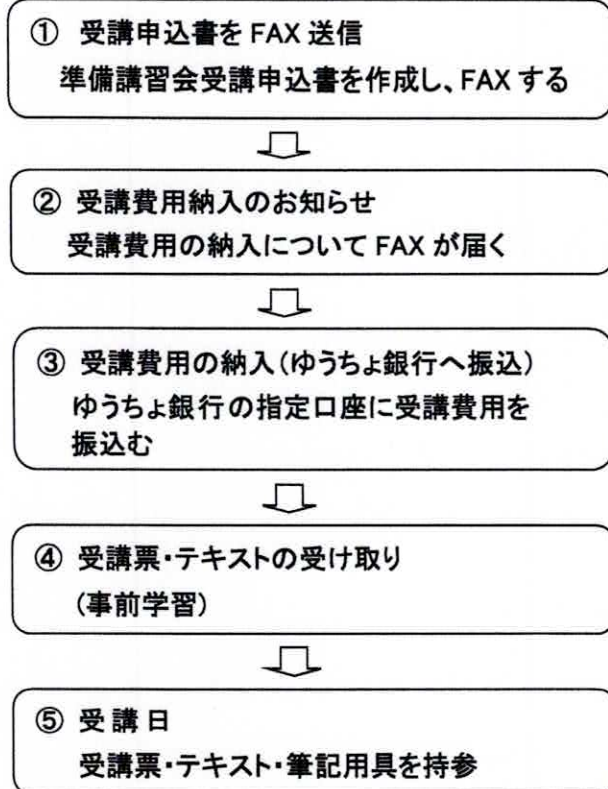 ① 受講申込書を FAX 送信
準備講習会受講申込書を作成し、FAX する
② 受講費用納入のお知らせ
受講費用の納入について FAX が届く
③ 受講費用の納入(ゆうちょ銀行へ振込)
ゆうちょ銀行の指定口座に受講費用を
振込む
④ 受講票・テキストの受け取り
(事前学習)
⑤ 受 講 日
受講票・テキスト・筆記用具を持参